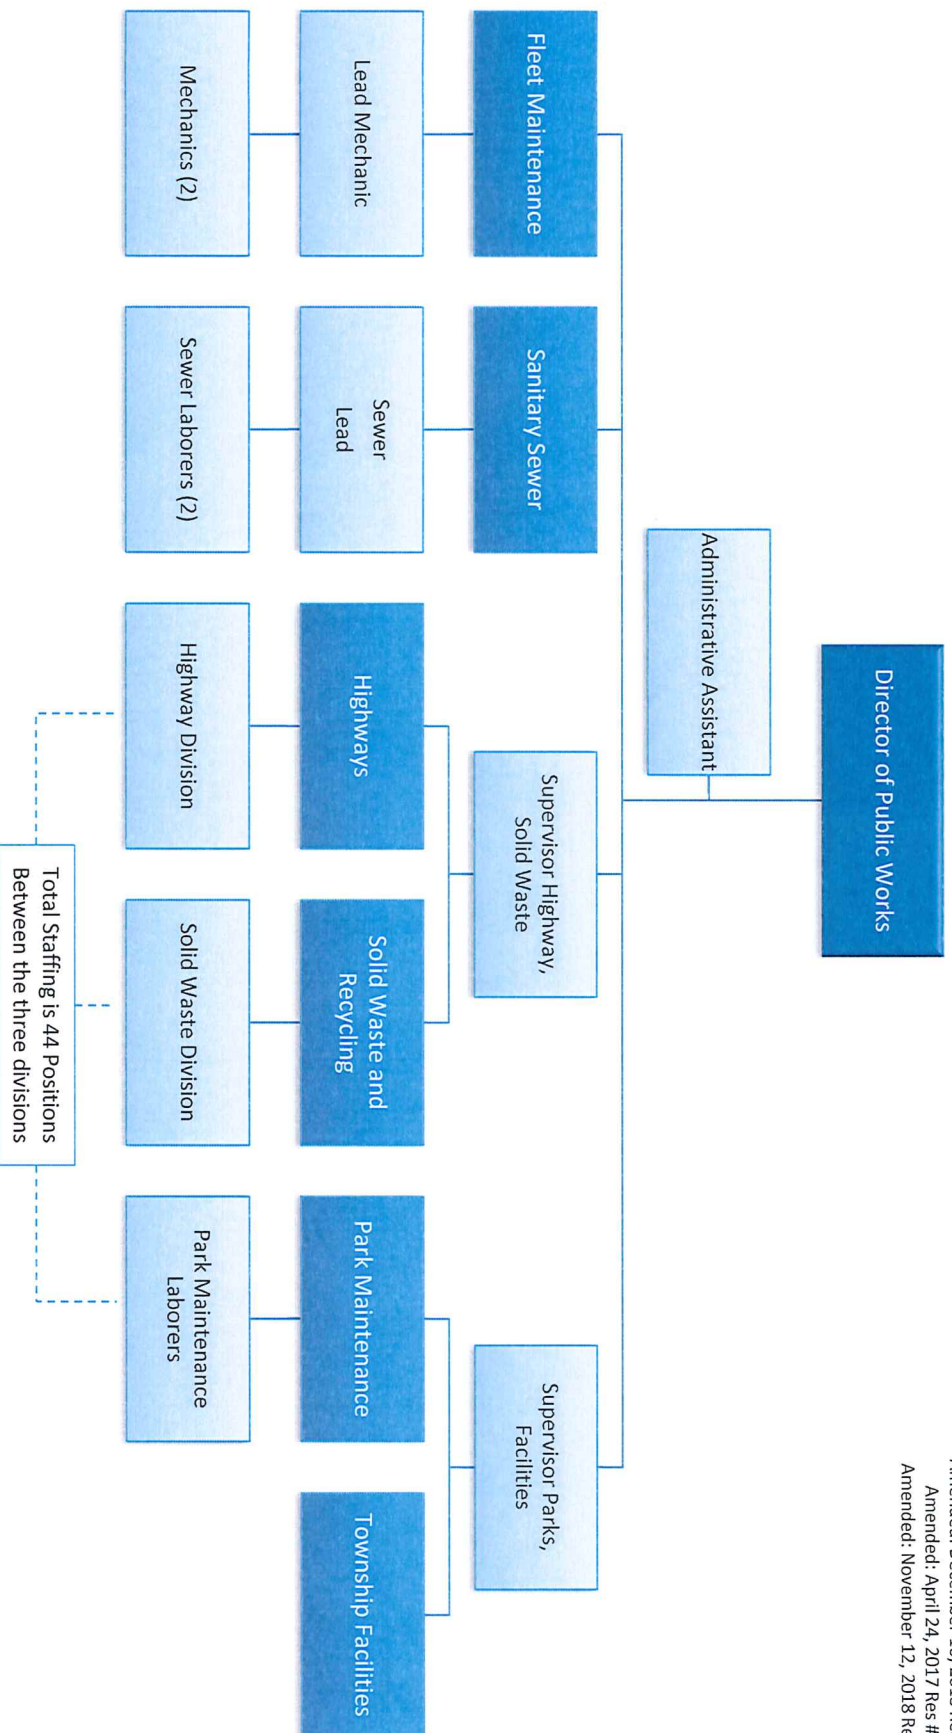 Amended: April 24, 2017 Res #
Amended: November 12, 2018
Director of Public Works
Administrative Assistant
Fleet Maintenance
Sanitary Sewer
Supervisor Highway,
Solid Waste
Supervisor Parks,
Facilities
Lead Mechanic
Sewer
Lead
Highways
Solid Waste and
Recycling
Park Maintenance
Township Facilities
Mechanics (2)
Sewer Laborers (2)
Highway Division
Solid Waste Division
Park Maintenance
Laborers
Total Staffing is 44 Positions
Between the three divisions